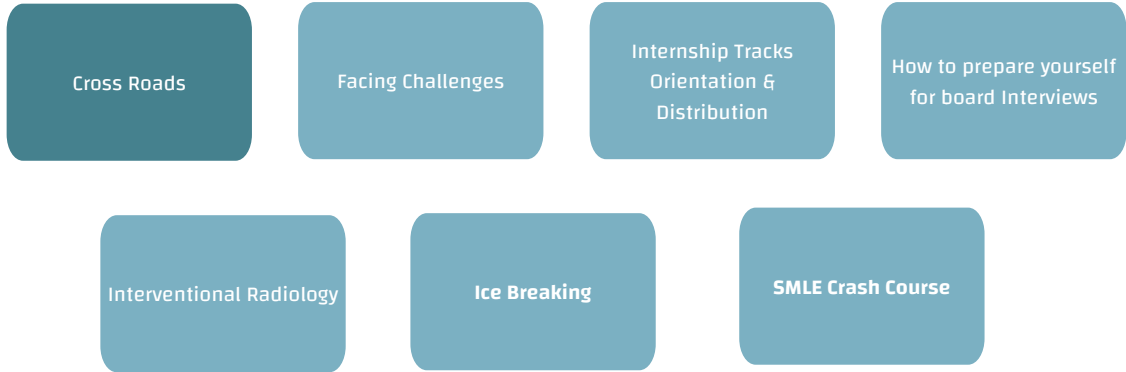 Cross Roads
Facing Challenges
Internship Tracks
Orientation &
Distribution
How to prepare yourself
for board Interviews
Interventional Radiology
Ice Breaking
SMLE Crash Course